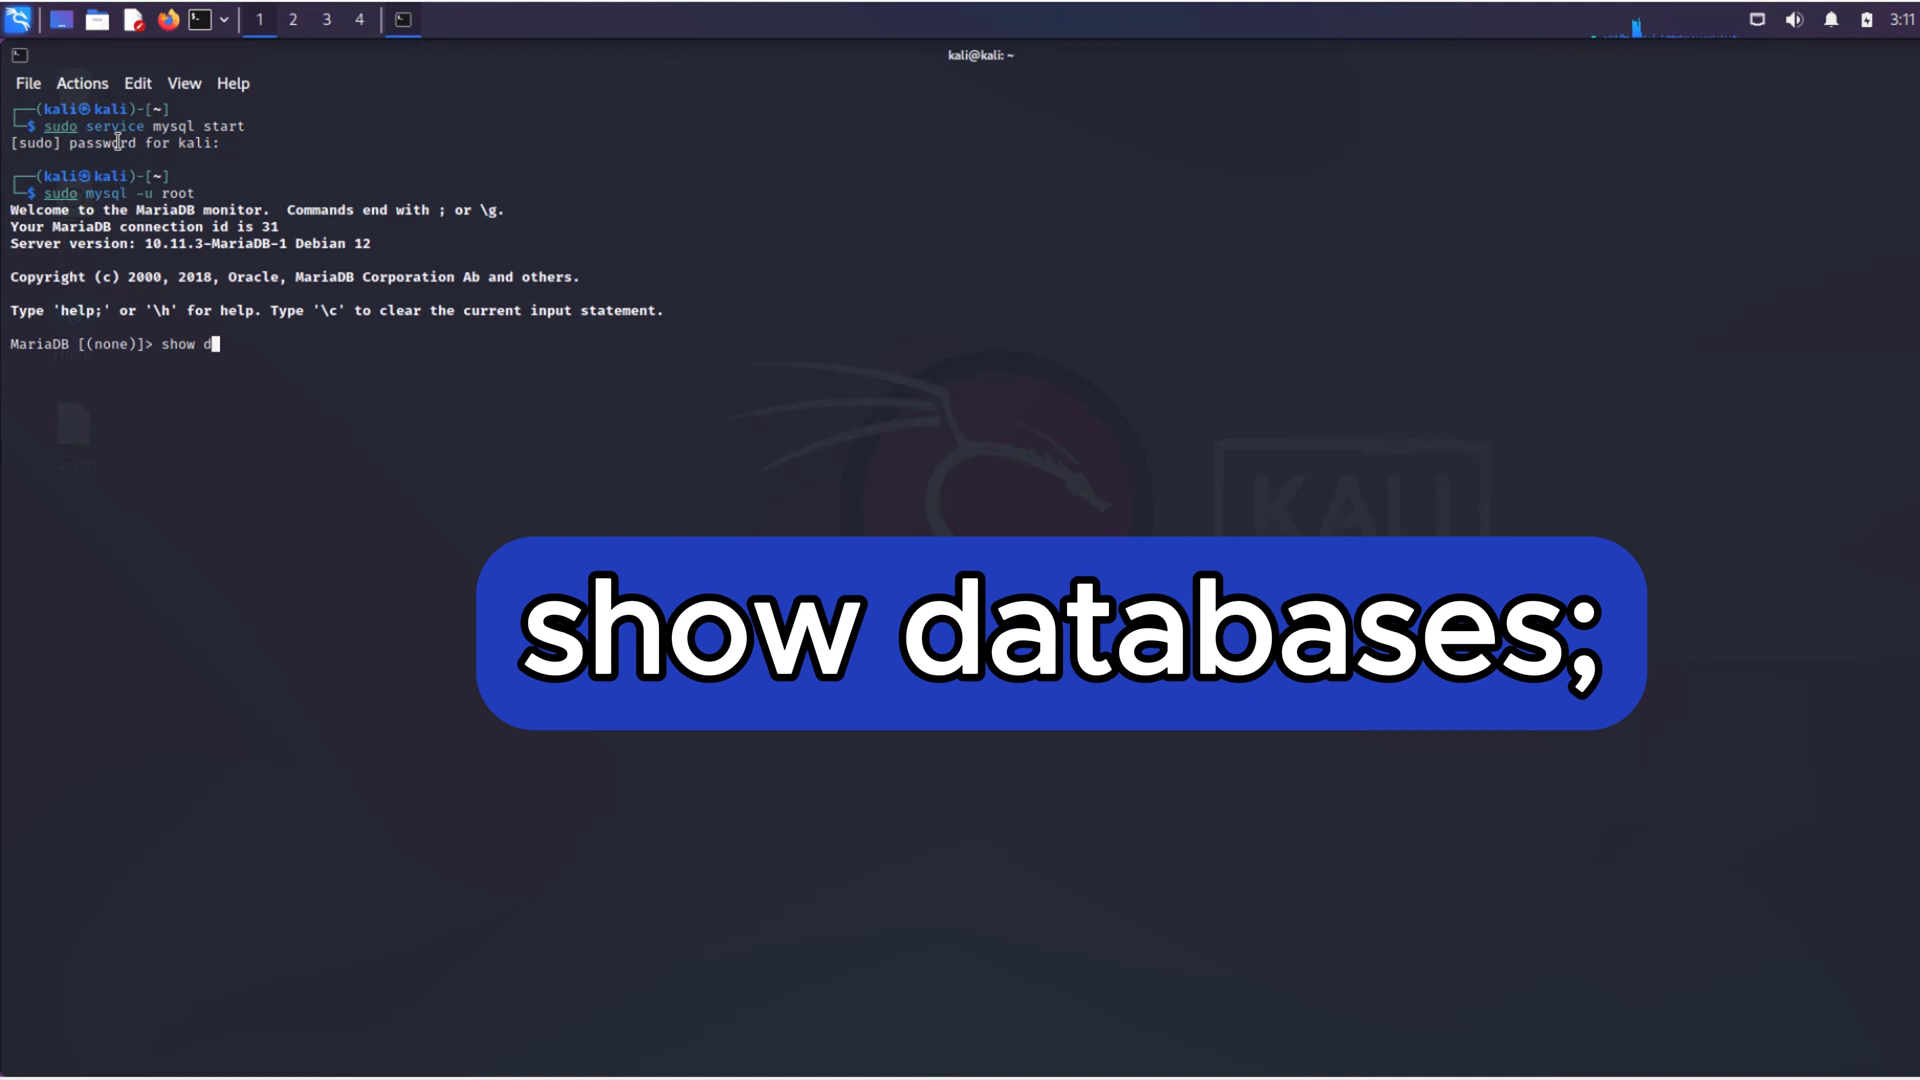 1 2 3 4
3:11
kali@kali: ~
File Actions Edit View Help
┌──(kali㉿kali)-[~]
└─$ sudo service mysql start
[sudo] password for kali:
┌──(kali㉿kali)-[~]
└─$ sudo mysql -u root
Welcome to the MariaDB monitor.  Commands end with ; or \g.
Your MariaDB connection id is 31
Server version: 10.11.3-MariaDB-1 Debian 12
Copyright (c) 2000, 2018, Oracle, MariaDB Corporation Ab and others.
Type 'help;' or '\h' for help. Type '\c' to clear the current input statement.
MariaDB [(none)]> show d
KALI
show databases;